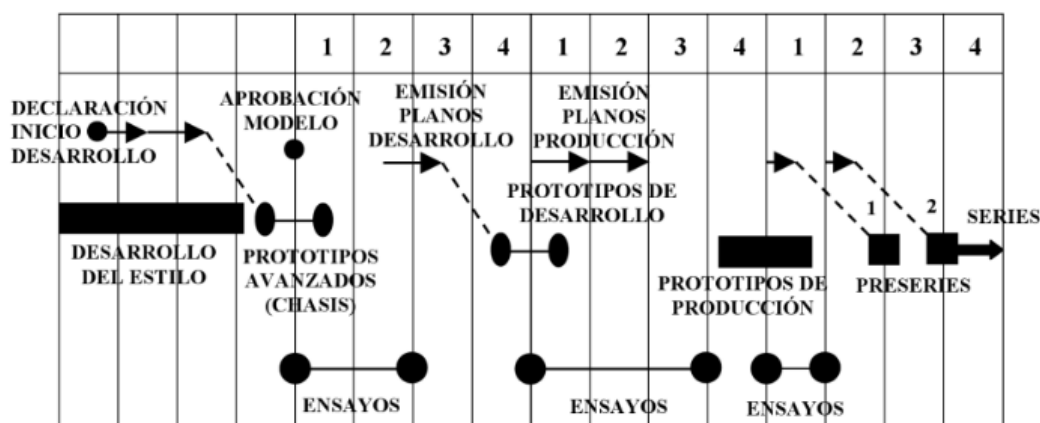 1 2 3 4 1 2 3 4 1 2 3 4
DECLARACIÓN
INICIO
DESARROLLO
APROBACIÓN
MODELO
EMISIÓN
PLANOS
DESARROLLO
EMISIÓN
PLANOS
PRODUCCIÓN
PROTOTIPOS DE
DESARROLLO
1
2
SERIES
DESARROLLO
DEL ESTILO
PROTOTIPOS
AVANZADOS
(CHASIS)
PROTOTIPOS DE
PRODUCCIÓN
PRESERIES
ENSAYOS
ENSAYOS
ENSAYOS